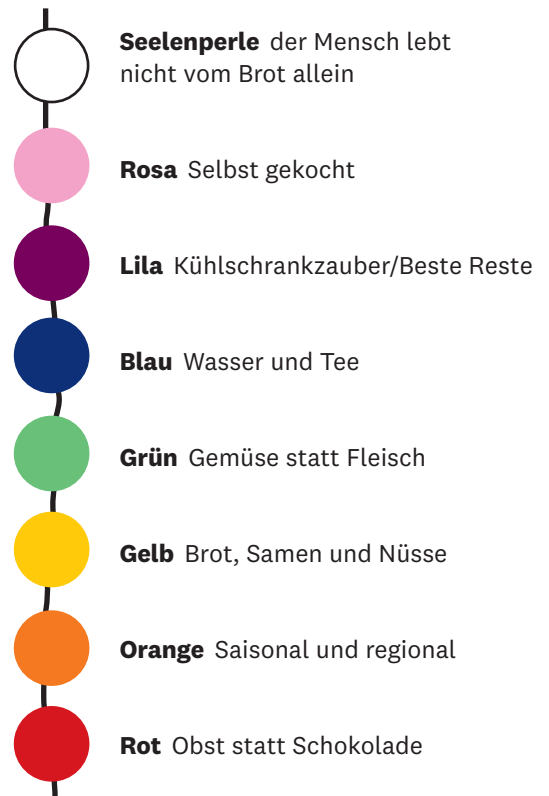 Seelenperle der Mensch lebt
nicht vom Brot allein
Rosa Selbst gekocht
Lila Kühlschrankzauber/Beste Reste
Blau Wasser und Tee
Grün Gemüse statt Fleisch
Gelb Brot, Samen und Nüsse
Orange Saisonal und regional
Rot Obst statt Schokolade